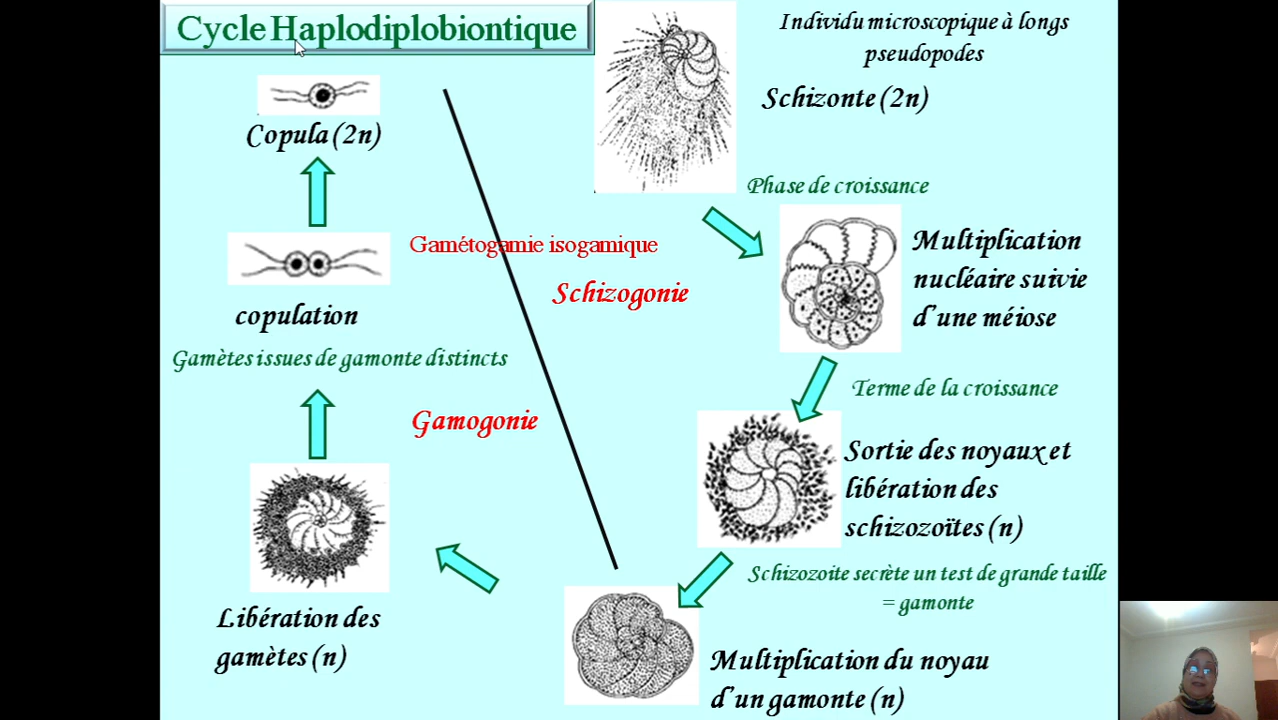 Cycle Haplodiplobiontique
Individu microscopique à longs
pseudopodes
Schizonte (2n)
Copula (2n)
Phase de croissance
Multiplication
nucléaire suivie
d'une méiose
Gamétogamie isogamique
Schizogonie
copulation
Gamètes issues de gamonte distincts
Terme de la croissance
Gamogonie
Sortie des noyaux et
libération des
schizozoïtes (n)
Schizozoite secrète un test de grande taille
= gamonte
Libération des
gamètes (n)
Multiplication du noyau
d'un gamonte (n)